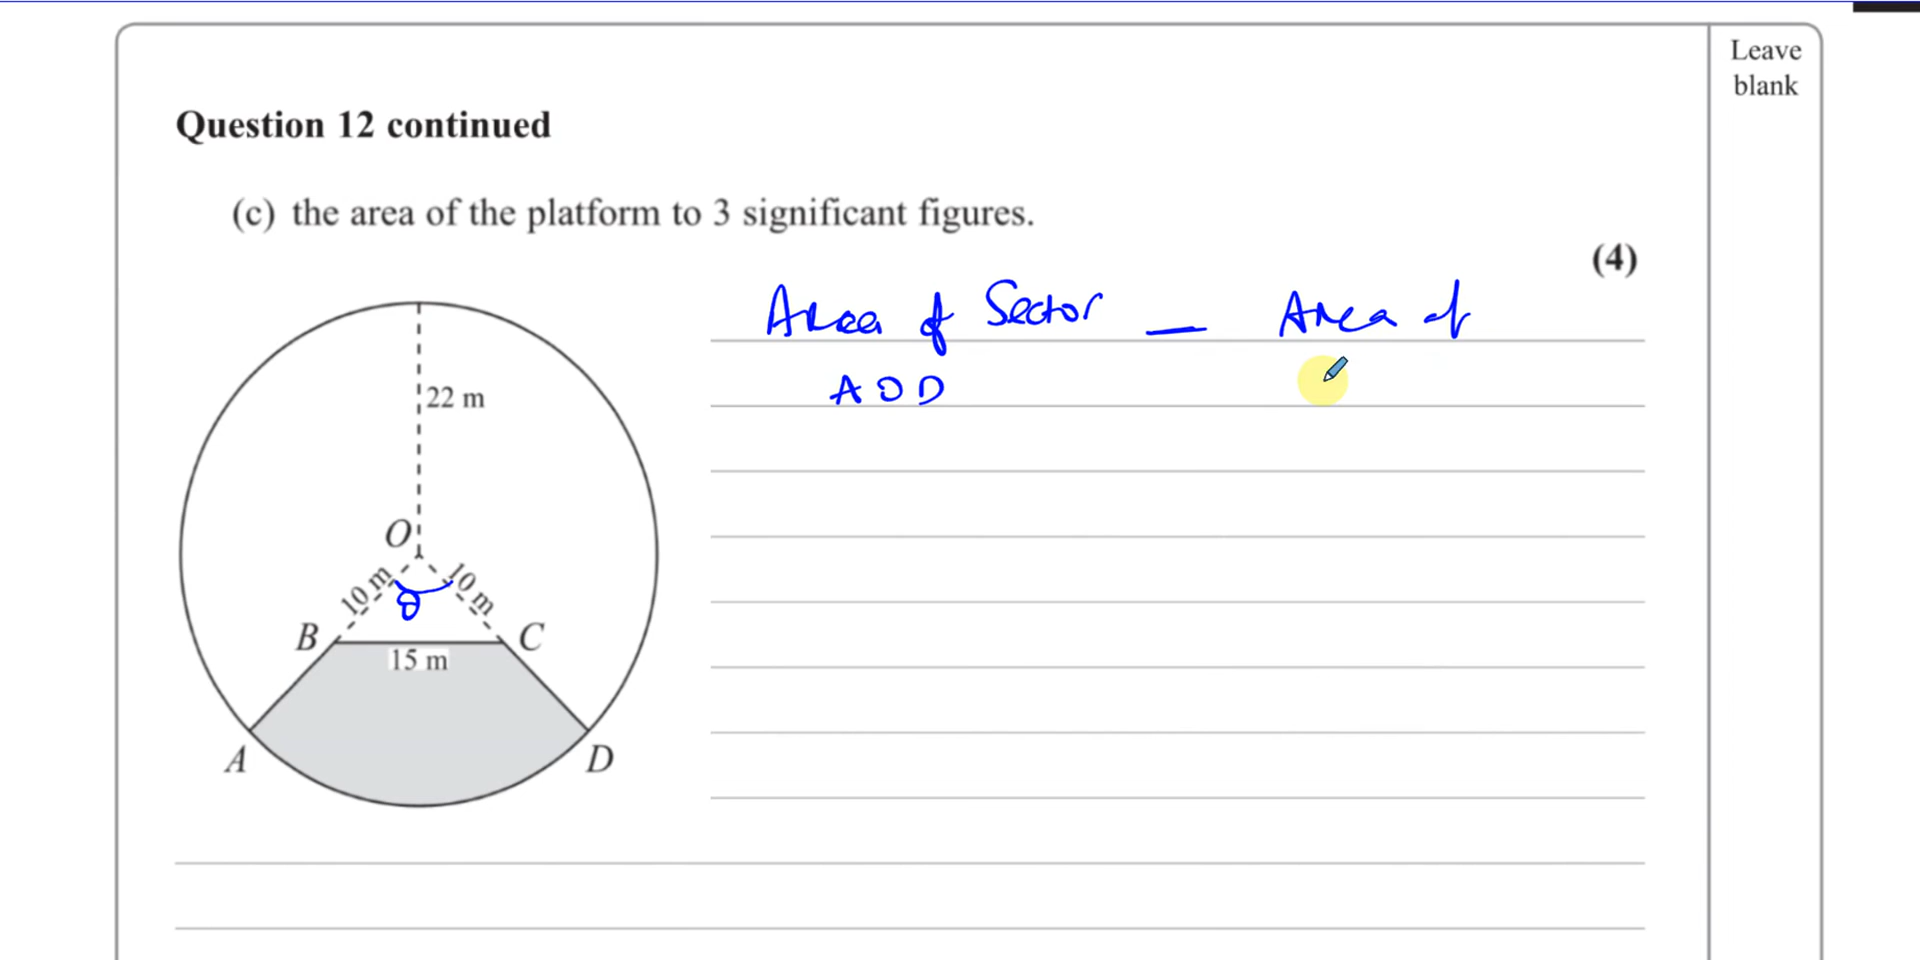 Leave
blank
Question 12 continued
(c) the area of the platform to 3 significant figures.
(4)
Area of Sector — Area of
AOD
22 m
O
10 m
10 m
θ
B
C
15 m
A
D